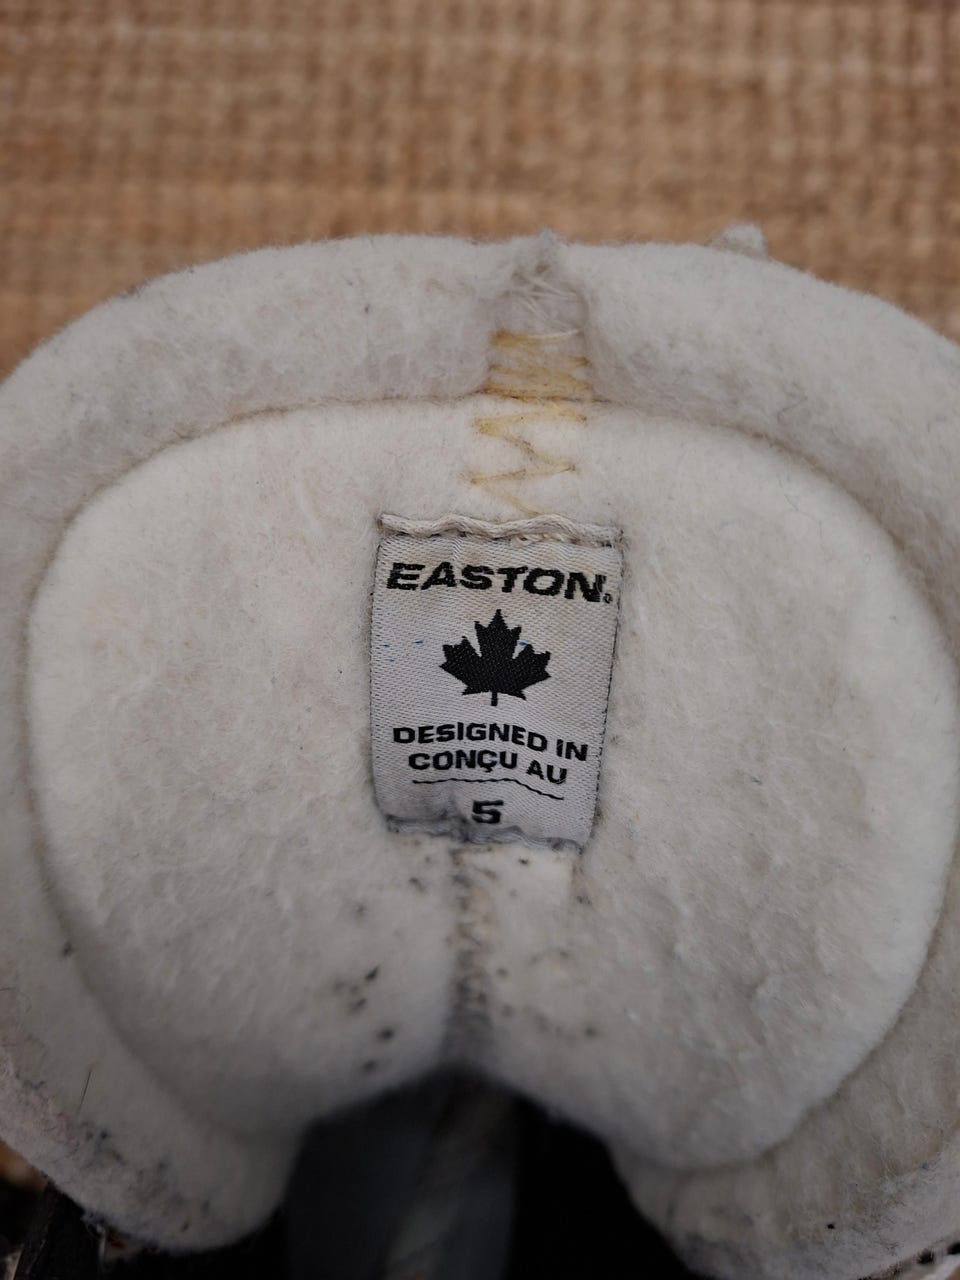 EASTON.
DESIGNED IN
CONÇU AU
5